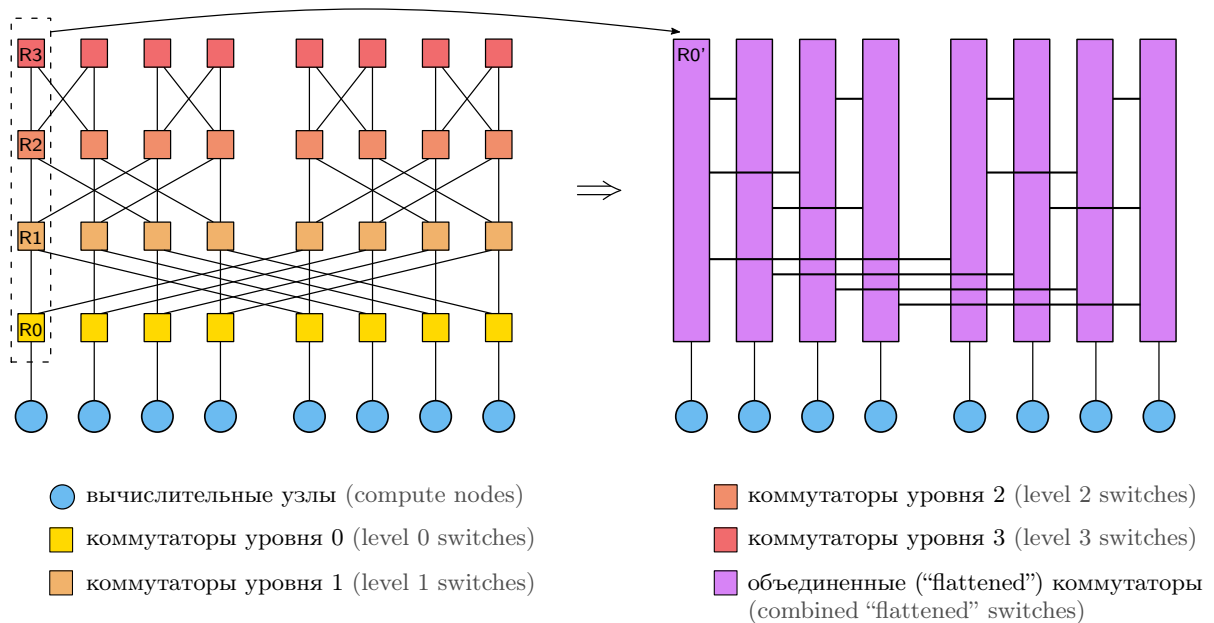 R3
R0’
R2
R1
R0
вычислительные узлы (compute nodes)
коммутаторы уровня 0 (level 0 switches)
коммутаторы уровня 1 (level 1 switches)
коммутаторы уровня 2 (level 2 switches)
коммутаторы уровня 3 (level 3 switches)
объединенные (“flattened”) коммутаторы
(combined “flattened” switches)